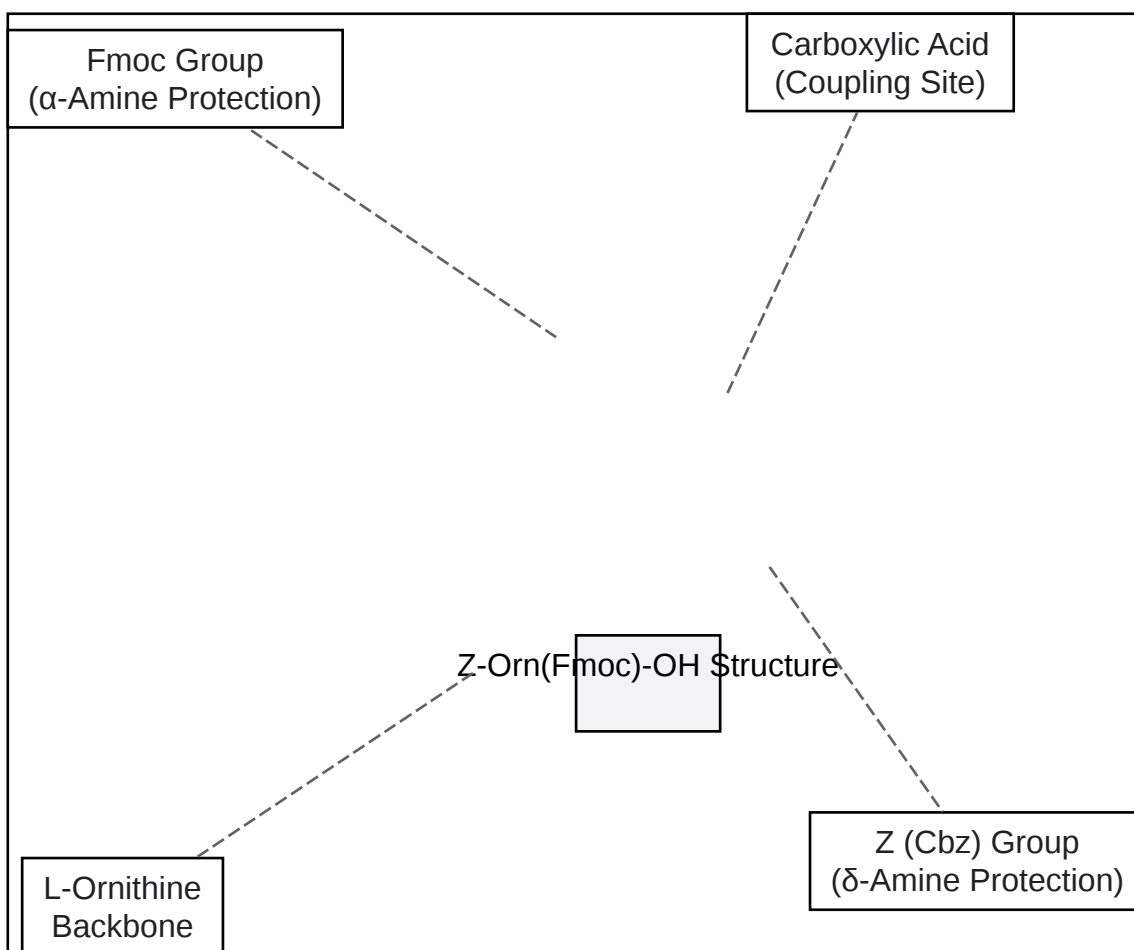 Fmoc Group
(α-Amine Protection)
Carboxylic Acid
(Coupling Site)
Z-Orn(Fmoc)-OH Structure
L-Ornithine
Backbone
Z (Cbz) Group
(δ-Amine Protection)